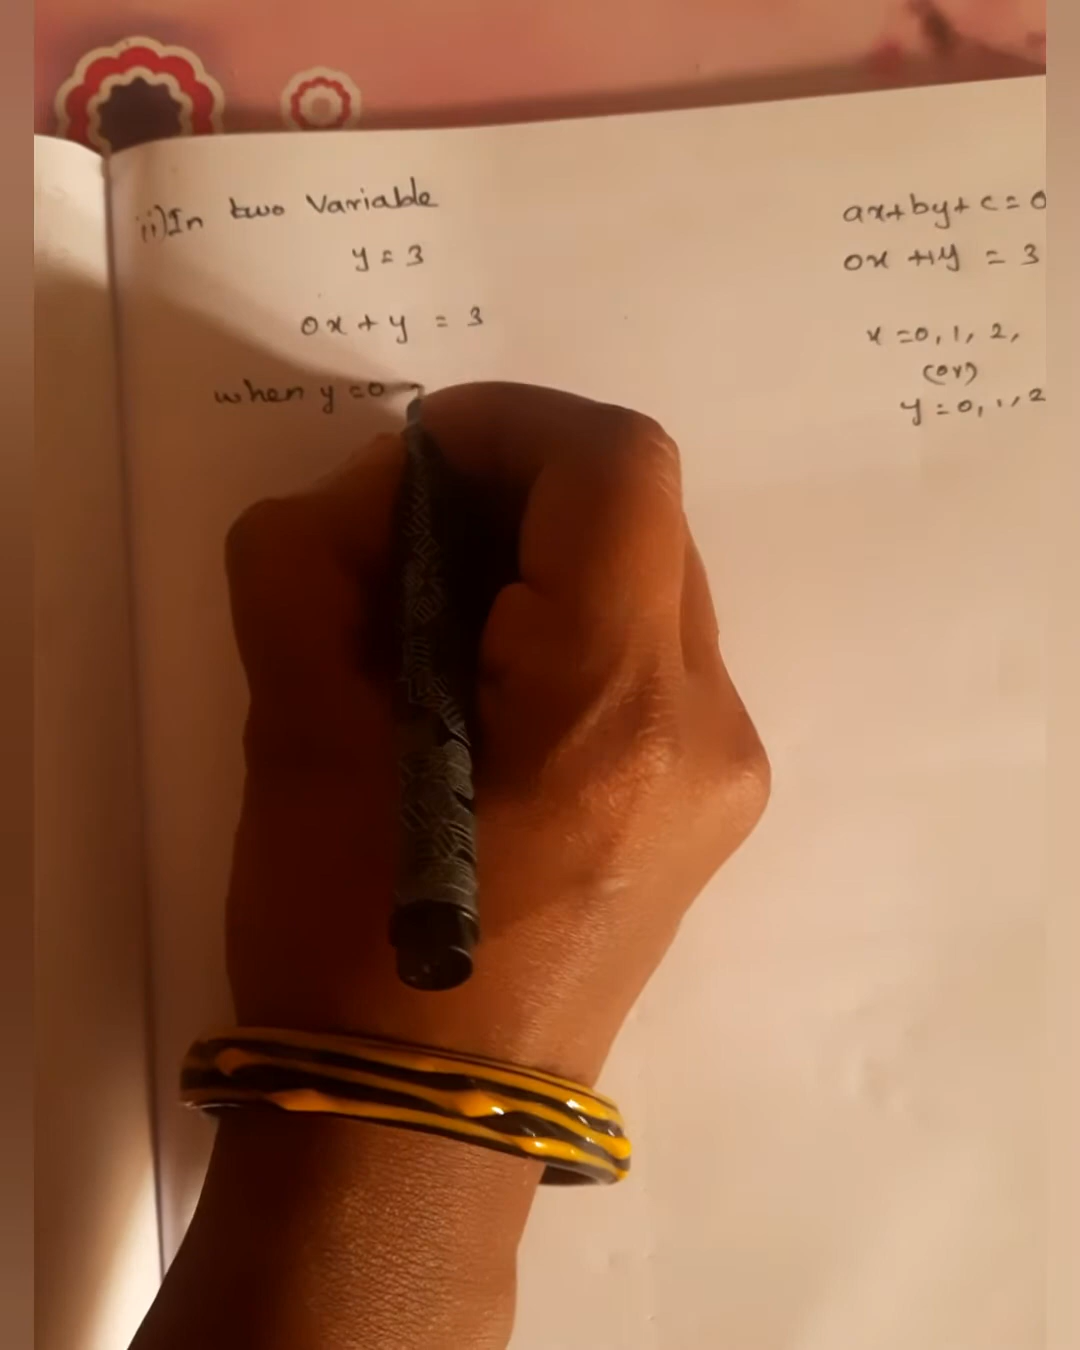 ii) In two Variable
y = 3
0x + y = 3
when y = 0
ax + by + c = 0
0x + 1y = 3
x = 0, 1, 2,
(or)
y = 0, 1, 2